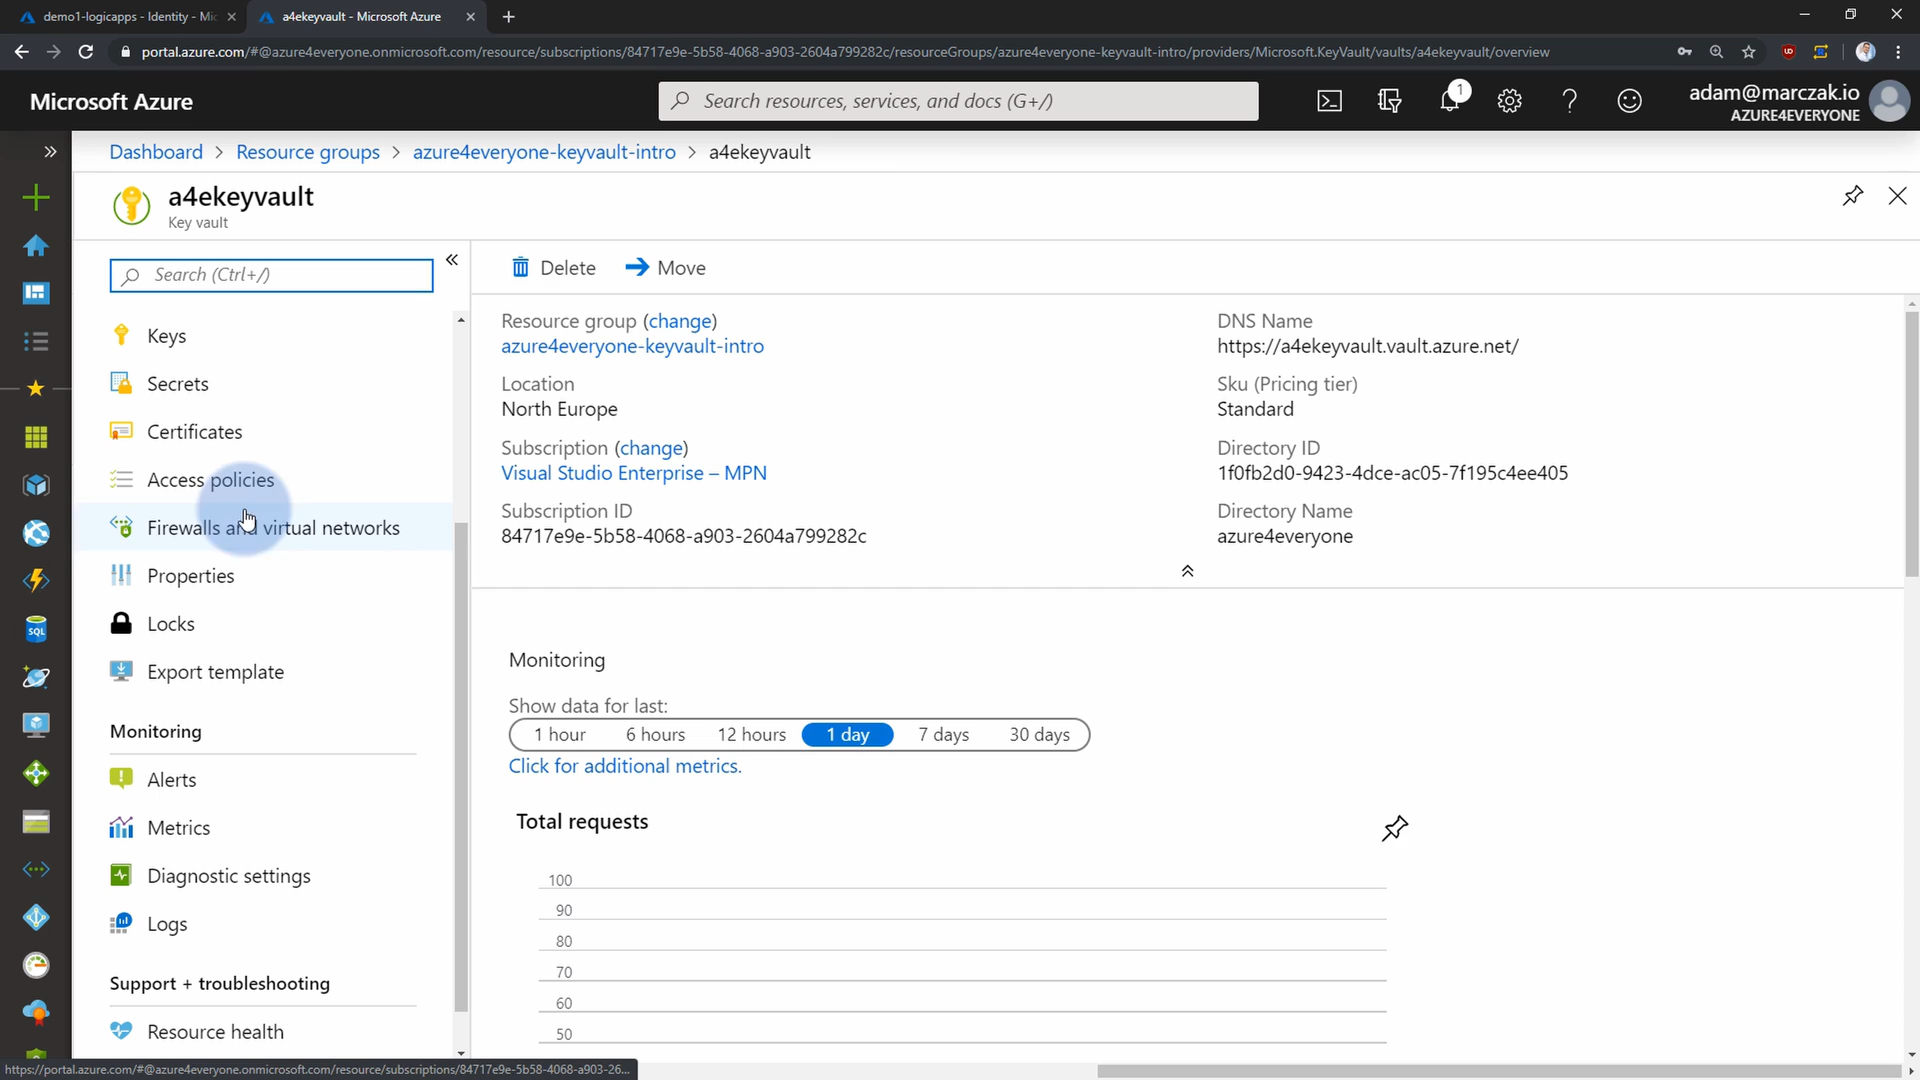 demo1-logicapps - Identity - Mic
a4ekeyvault - Microsoft Azure
portal.azure.com/#@azure4everyone.onmicrosoft.com/resource/subscriptions/84717e9e-5b58-4068-a903-2604a799282c/resourceGroups/azure4everyone-keyvault-intro/providers/Microsoft.KeyVault/vaults/a4ekeyvault/overview
Microsoft Azure
Search resources, services, and docs (G+/)
1
adam@marczak.io
AZURE4EVERYONE
Dashboard > Resource groups > azure4everyone-keyvault-intro > a4ekeyvault
a4ekeyvault
Key vault
Search (Ctrl+/)
Keys
Secrets
Certificates
Access policies
Firewalls and virtual networks
Properties
Locks
Export template
Monitoring
Alerts
Metrics
Diagnostic settings
Logs
Support + troubleshooting
Resource health
Delete
Move
Resource group (change)
azure4everyone-keyvault-intro
Location
North Europe
Subscription (change)
Visual Studio Enterprise – MPN
Subscription ID
84717e9e-5b58-4068-a903-2604a799282c
DNS Name
https://a4ekeyvault.vault.azure.net/
Sku (Pricing tier)
Standard
Directory ID
1f0fb2d0-9423-4dce-ac05-7f195c4ee405
Directory Name
azure4everyone
Monitoring
Show data for last:
1 hour 6 hours 12 hours 1 day 7 days 30 days
Click for additional metrics.
Total requests
100
90
80
70
60
50
SQL
https://portal.azure.com/#@azure4everyone.onmicrosoft.com/resource/subscriptions/84717e9e-5b58-4068-a903-26...